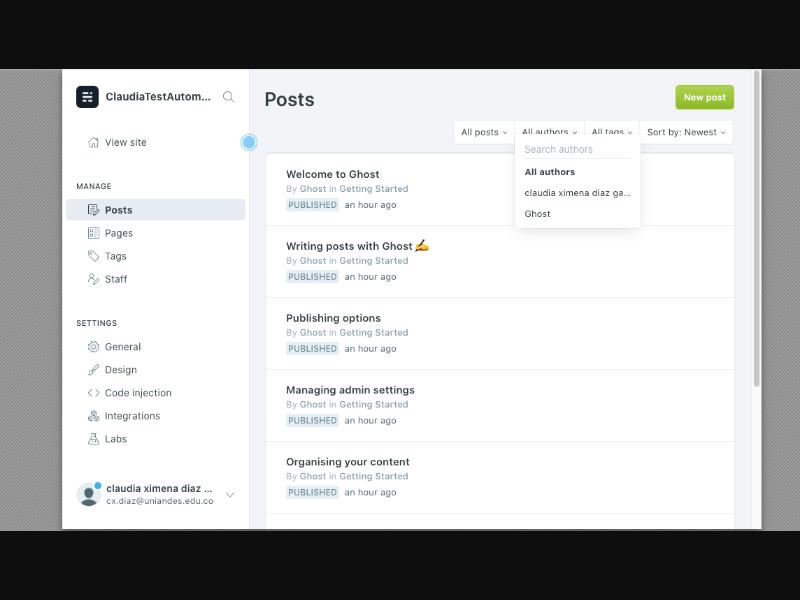 ClaudiaTestAutom...
View site
MANAGE
Posts
Pages
Tags
Staff
SETTINGS
General
Design
Code injection
Integrations
Labs
claudia ximena diaz ...
cx.diaz@uniandes.edu.co
Posts
New post
All posts
All authors
All tags
Sort by: Newest
Search authors
All authors
claudia ximena diaz ga...
Ghost
Welcome to Ghost
By Ghost in Getting Started
PUBLISHED an hour ago
Writing posts with Ghost ✍️
By Ghost in Getting Started
PUBLISHED an hour ago
Publishing options
By Ghost in Getting Started
PUBLISHED an hour ago
Managing admin settings
By Ghost in Getting Started
PUBLISHED an hour ago
Organising your content
By Ghost in Getting Started
PUBLISHED an hour ago